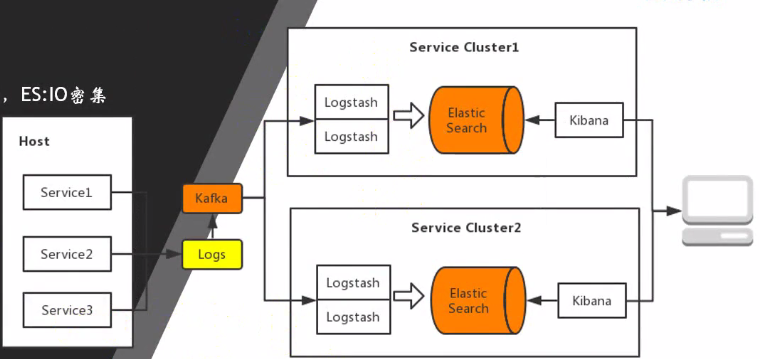 ，ES:IO密集
Host
Service1
Service2
Service3
Kafka
Logs
Service Cluster1
Logstash
Logstash
Elastic
Search
Kibana
Service Cluster2
Logstash
Logstash
Elastic
Search
Kibana